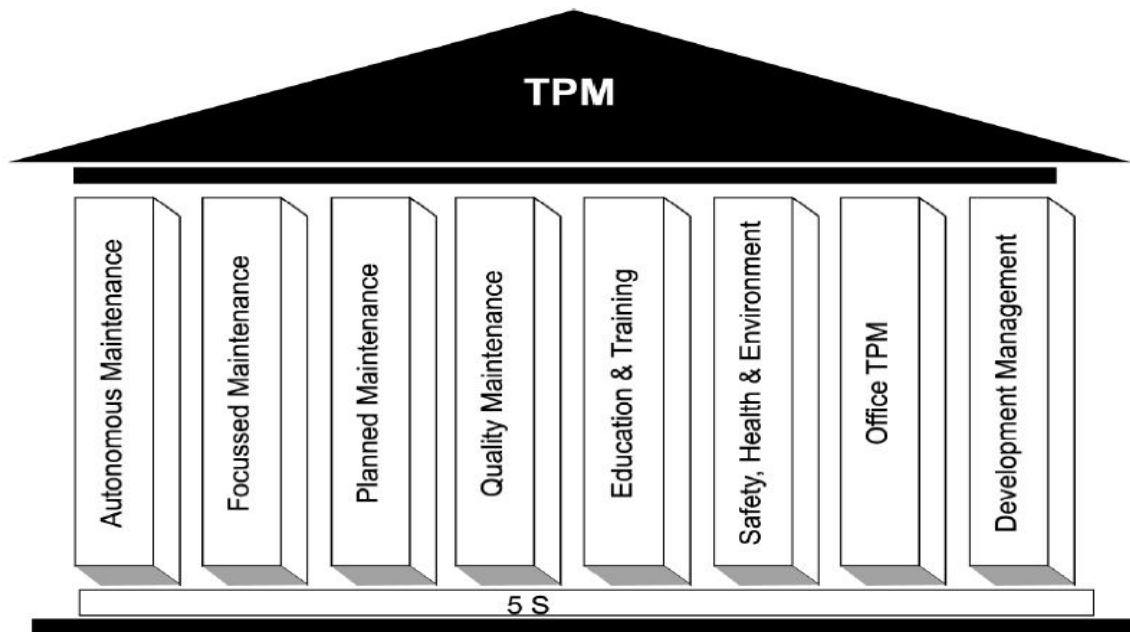 TPM
Autonomous Maintenance
Focussed Maintenance
Planned Maintenance
Quality Maintenance
Education & Training
Safety, Health & Environment
Office TPM
Development Management
5 S